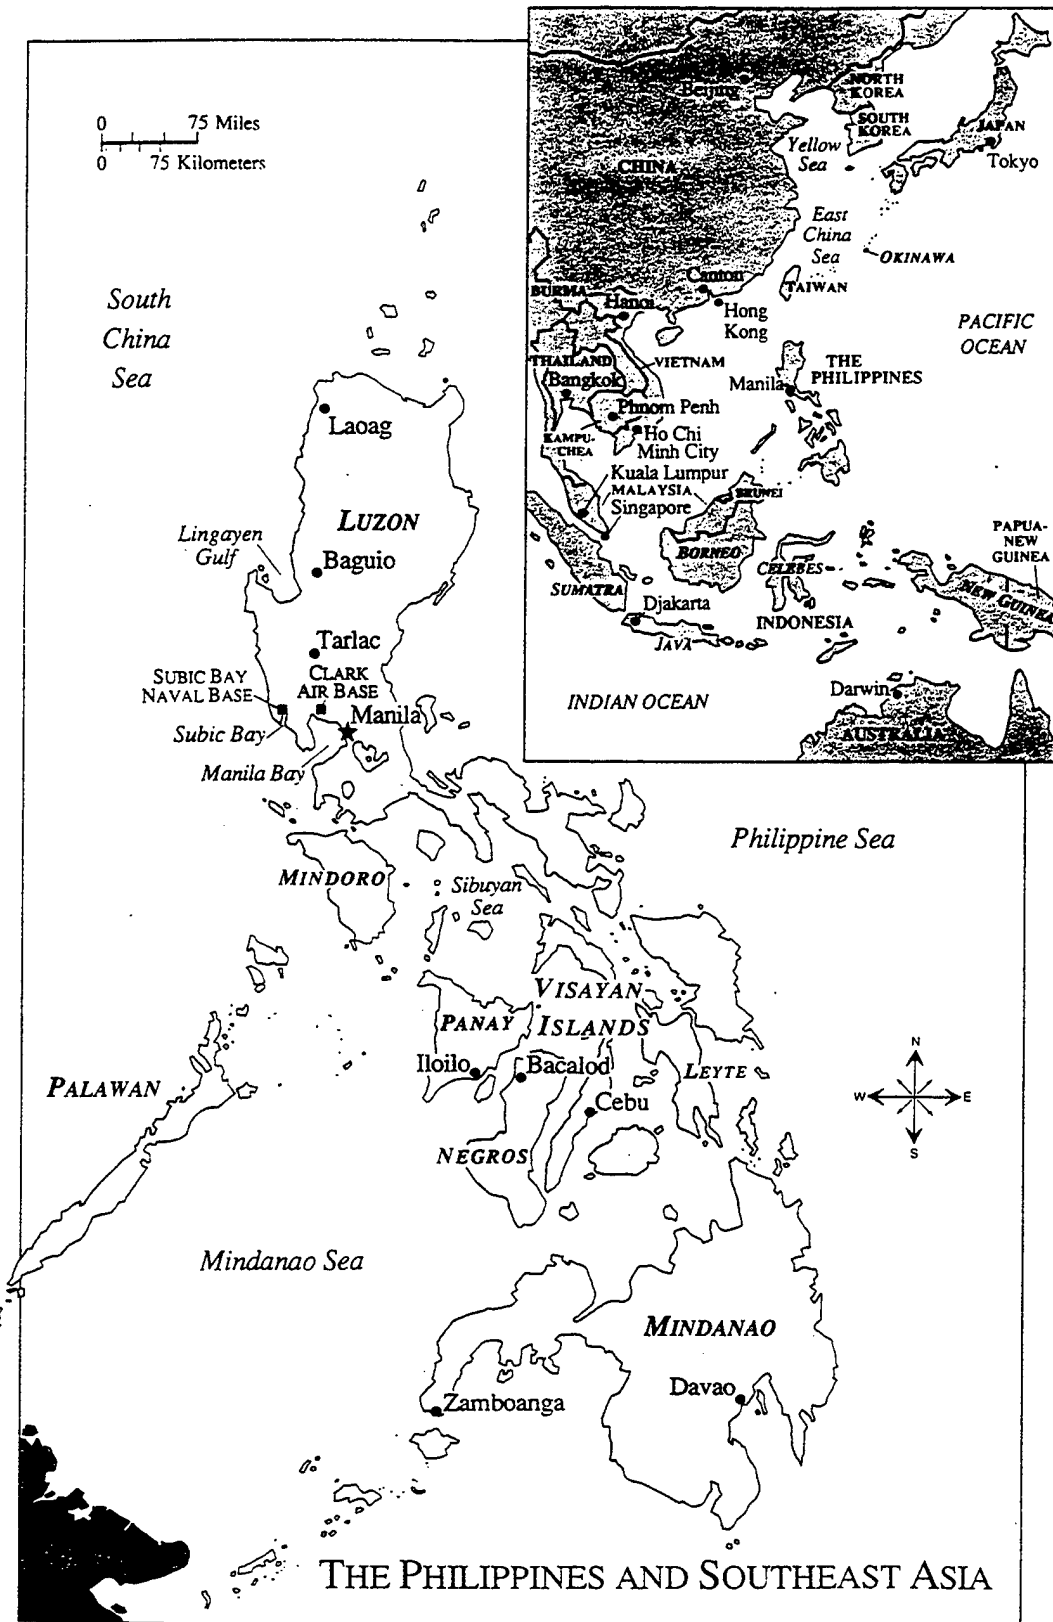 0 75 Miles
0 75 Kilometers
South
China
Sea
Laoag
LUZON
Lingayen
Gulf
Baguio
Tarlac
SUBIC BAY
NAVAL BASE
CLARK
AIR BASE
Manila
Subic Bay
Manila Bay
Philippine Sea
MINDORO
Sibuyan
Sea
VISAYAN
ISLANDS
PANAY
Iloilo
Bacalod
LEYTE
Cebu
PALAWAN
NEGROS
N
W
E
S
Mindanao Sea
MINDANAO
Davao
Zamboanga
THE PHILIPPINES AND SOUTHEAST ASIA
Beijing
NORTH
KOREA
SOUTH
KOREA
JAPAN
Tokyo
Yellow
Sea
CHINA
East
China
Sea
OKINAWA
Canton
TAIWAN
BURMA
Hanoi
Hong
Kong
PACIFIC
OCEAN
THAILAND
VIETNAM
THE
PHILIPPINES
Bangkok
Manila
Phnom Penh
KAMPU-
CHEA
Ho Chi
Minh City
Kuala Lumpur
MALAYSIA
BRUNEI
Singapore
PAPUA-
NEW
GUINEA
BORNEO
CELEBES
SUMATRA
NEW GUINEA
Djakarta
INDONESIA
JAVA
INDIAN OCEAN
Darwin
AUSTRALIA